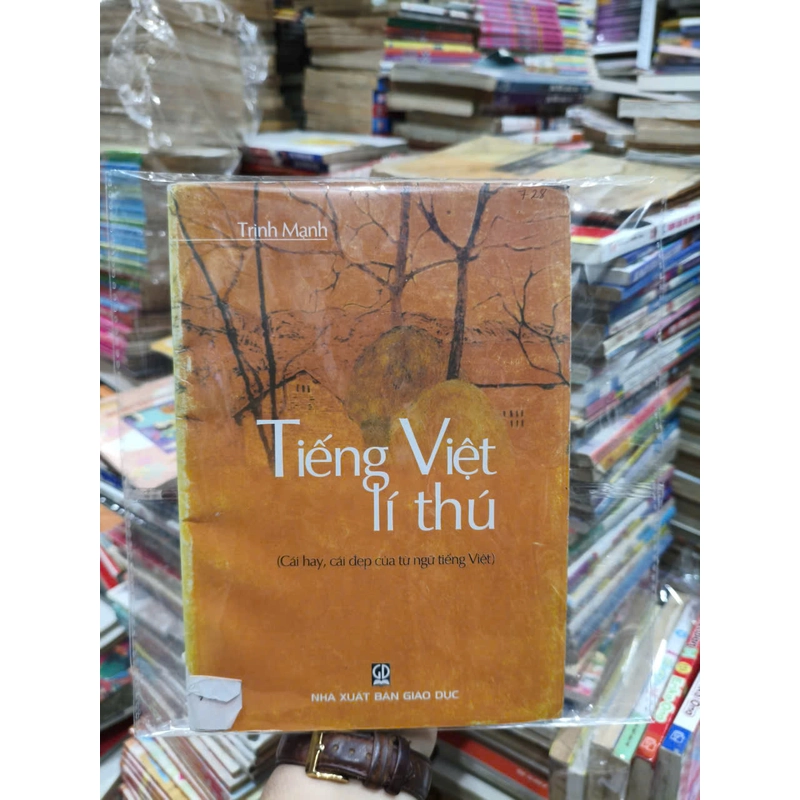 728
Trịnh Mạnh
Tiếng Việt
lí thú
(Cái hay, cái đẹp của từ ngữ tiếng Việt)
GD
NHÀ XUẤT BẢN GIÁO DỤC